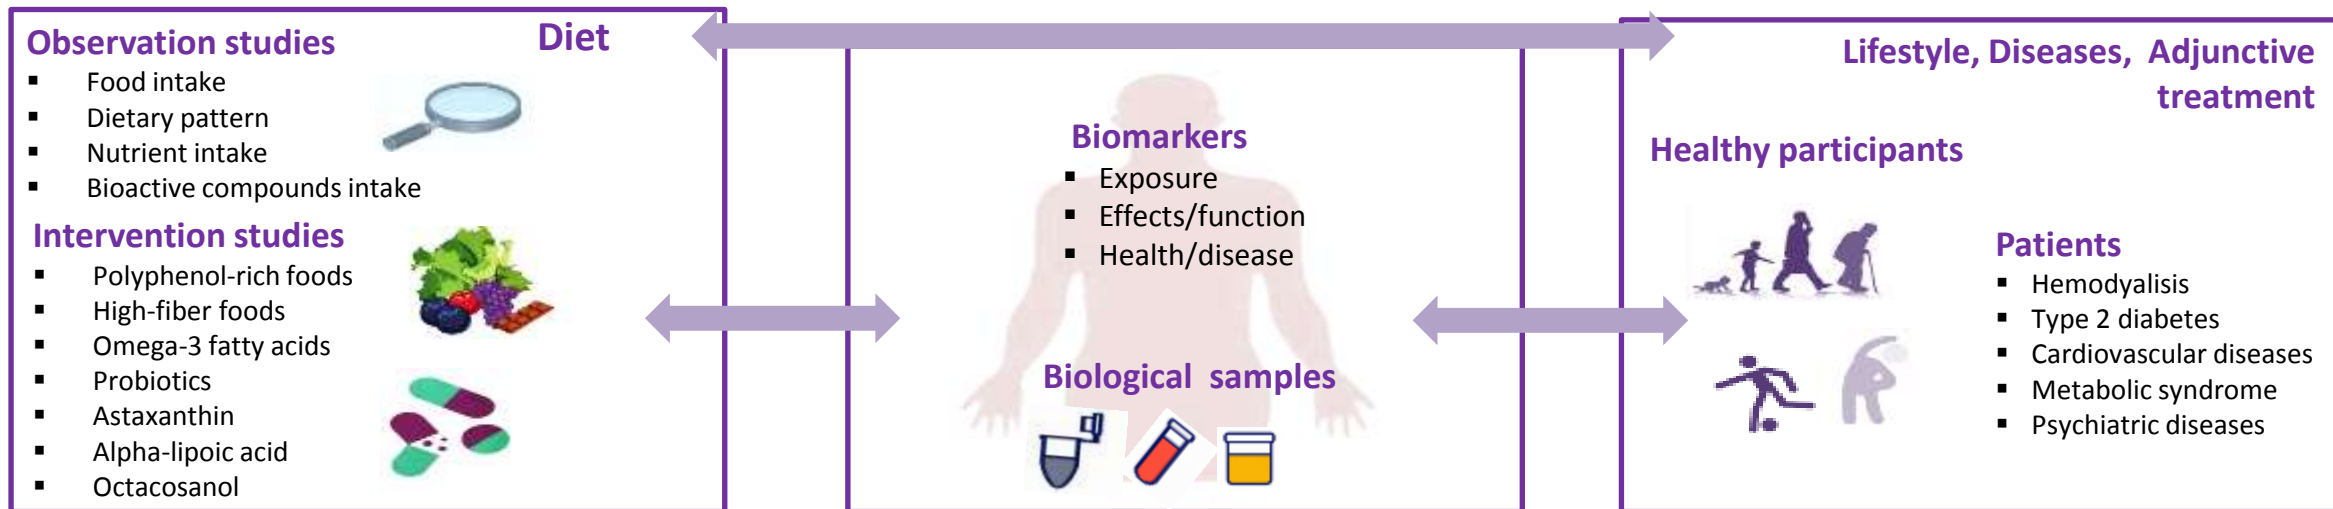 Diet
Observation studies
▪ Food intake
▪ Dietary pattern
▪ Nutrient intake
▪ Bioactive compounds intake
Intervention studies
▪ Polyphenol-rich foods
▪ High-fiber foods
▪ Omega-3 fatty acids
▪ Probiotics
▪ Astaxanthin
▪ Alpha-lipoic acid
▪ Octacosanol
Biomarkers
▪ Exposure
▪ Effects/function
▪ Health/disease
Biological samples
Lifestyle, Diseases, Adjunctive
treatment
Healthy participants
Patients
▪ Hemodyalisis
▪ Type 2 diabetes
▪ Cardiovascular diseases
▪ Metabolic syndrome
▪ Psychiatric diseases